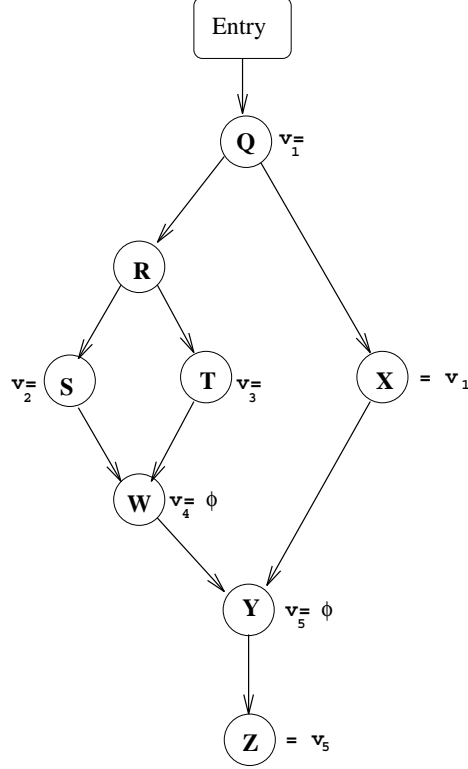 Entry
Q v1=
R
v2= S
T v3=
X = v1
W v4= φ
Y v5= φ
Z = v5